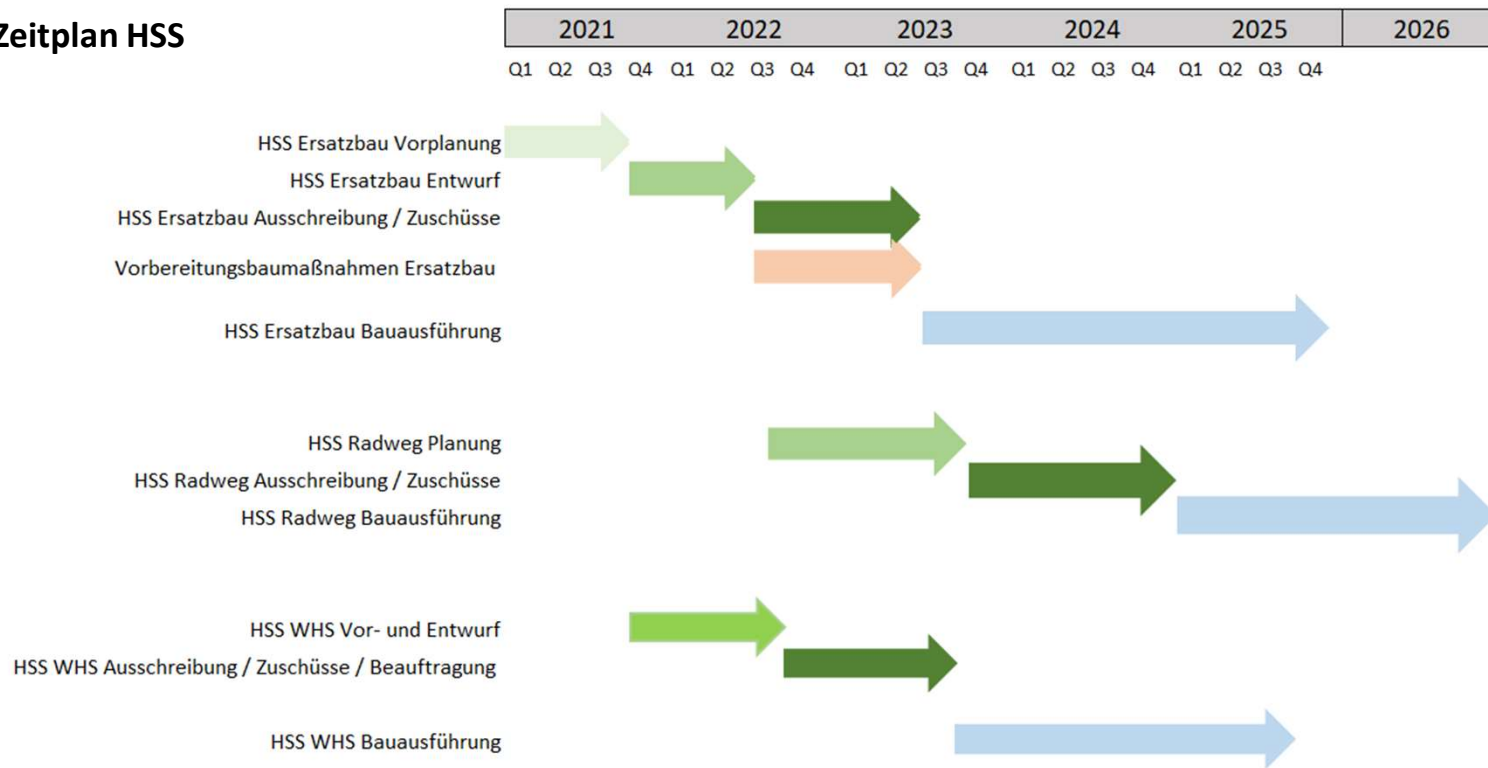 Zeitplan HSS
2021 2022 2023 2024 2025 2026
Q1 Q2 Q3 Q4 Q1 Q2 Q3 Q4 Q1 Q2 Q3 Q4 Q1 Q2 Q3 Q4 Q1 Q2 Q3 Q4
HSS Ersatzbau Vorplanung
HSS Ersatzbau Entwurf
HSS Ersatzbau Ausschreibung / Zuschüsse
Vorbereitungsbaumaßnahmen Ersatzbau
HSS Ersatzbau Bauausführung
HSS Radweg Planung
HSS Radweg Ausschreibung / Zuschüsse
HSS Radweg Bauausführung
HSS WHS Vor- und Entwurf
HSS WHS Ausschreibung / Zuschüsse / Beauftragung
HSS WHS Bauausführung